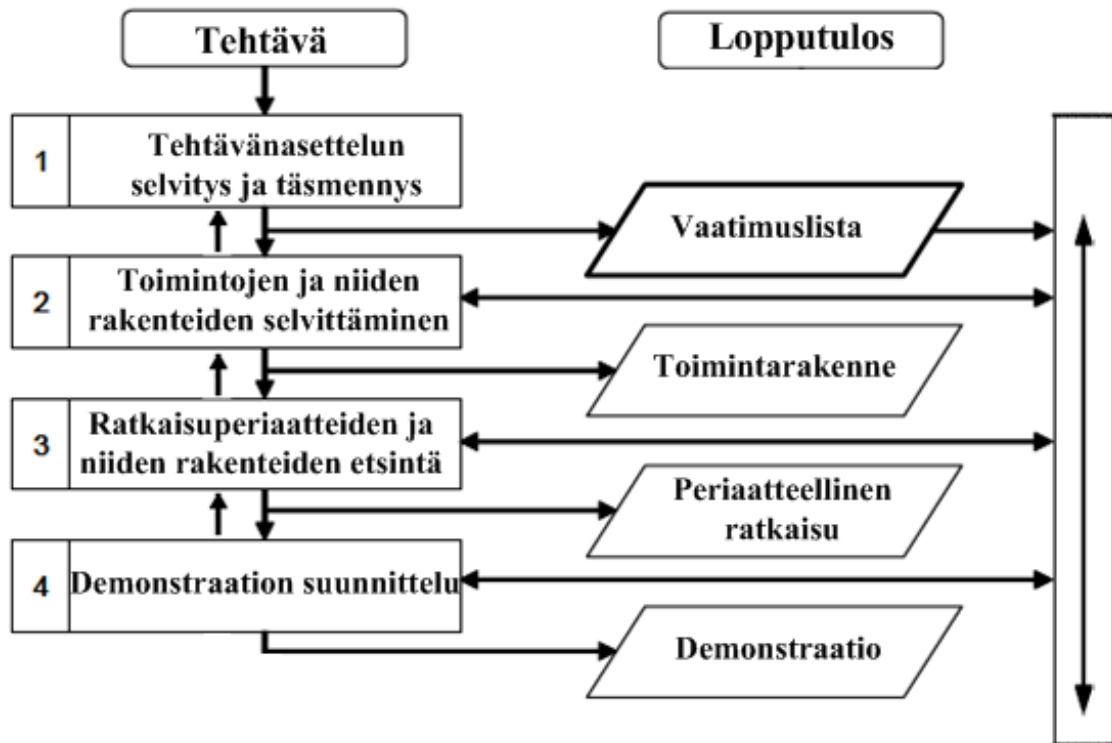 Tehtävä
Lopputulos
1
Tehtävänasettelun
selvitys ja täsmennys
Vaatimuslista
2
Toimintojen ja niiden
rakenteiden selvittäminen
Toimintarakenne
3
Ratkaisuperiaatteiden ja
niiden rakenteiden etsintä
Periaatteellinen
ratkaisu
4
Demonstraation suunnittelu
Demonstraatio